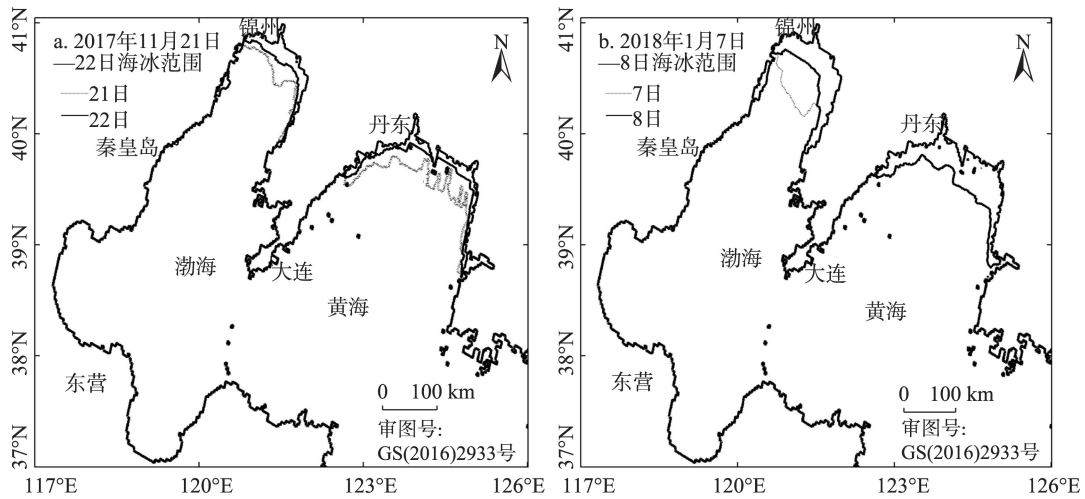 a. 2017年11月21日
—22日海冰范围
21日
22日
锦州
N
丹东
秦皇岛
渤海
大连
黄海
东营
0 100 km
审图号:
GS(2016)2933号
41°N
40°N
39°N
38°N
37°N
117°E
120°E
123°E
126°E
b. 2018年1月7日
—8日海冰范围
7日
8日
锦州
N
丹东
秦皇岛
渤海
大连
黄海
东营
0 100 km
审图号:
GS(2016)2933号
41°N
40°N
39°N
38°N
37°N
117°E
120°E
123°E
126°E